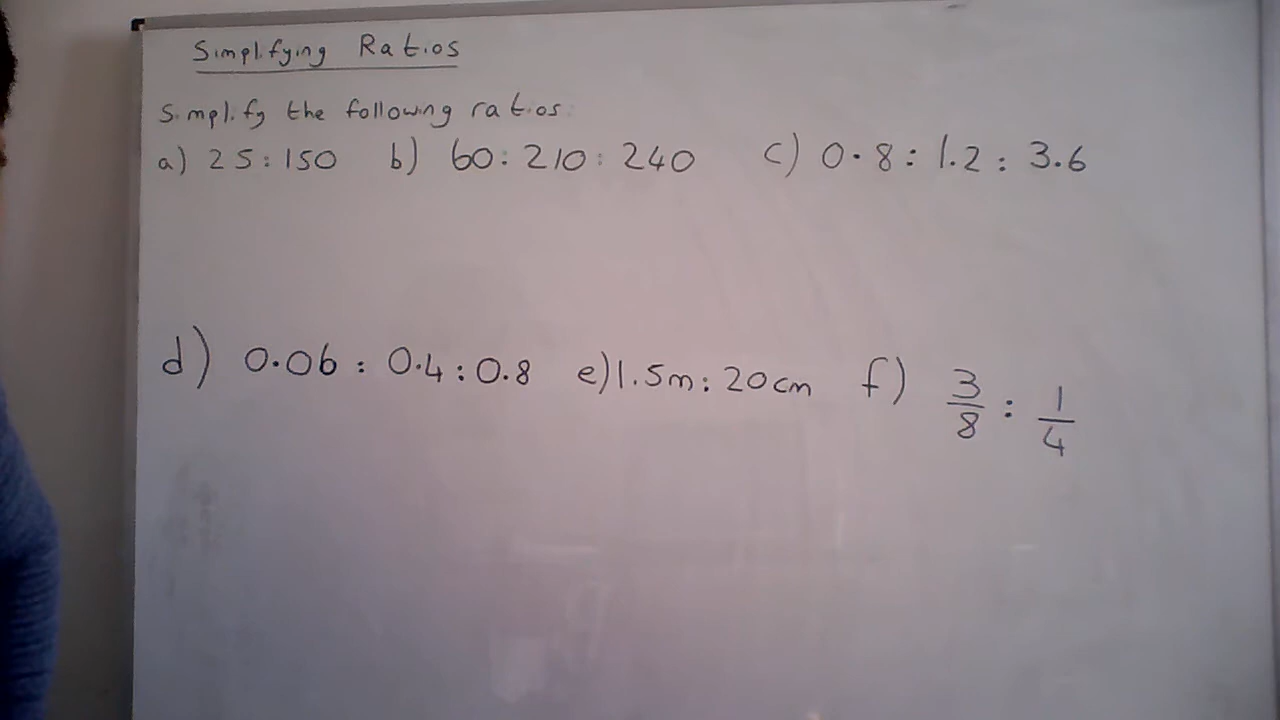 Simplifying Ratios
Simplify the following ratios.
a) 25:150 b) 60:210:240 c) 0.8:1.2:3.6
d) 0.06:0.4:0.8 e) 1.5m:20cm f) 3/8 : 1/4